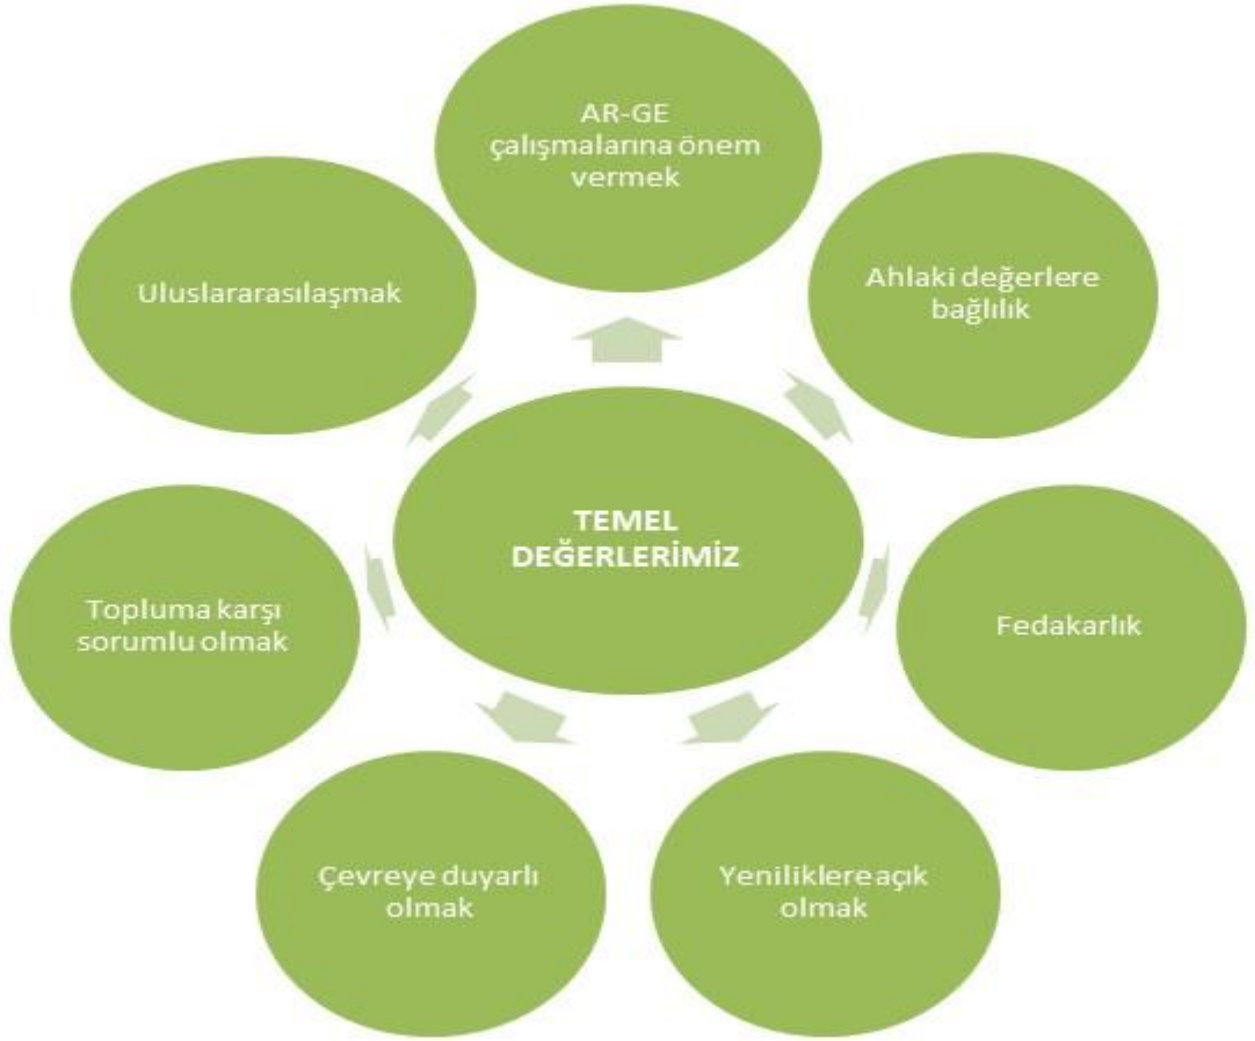 AR-GE
çalışmalarına önem
vermek
Ahlaki değerlere
bağlılık
Fedakarlık
Yeniliklere açık
olmak
Çevreye duyarlı
olmak
Topluma karşı
sorumlu olmak
Uluslararasılaşmak
TEMEL
DEĞERLERİMİZ